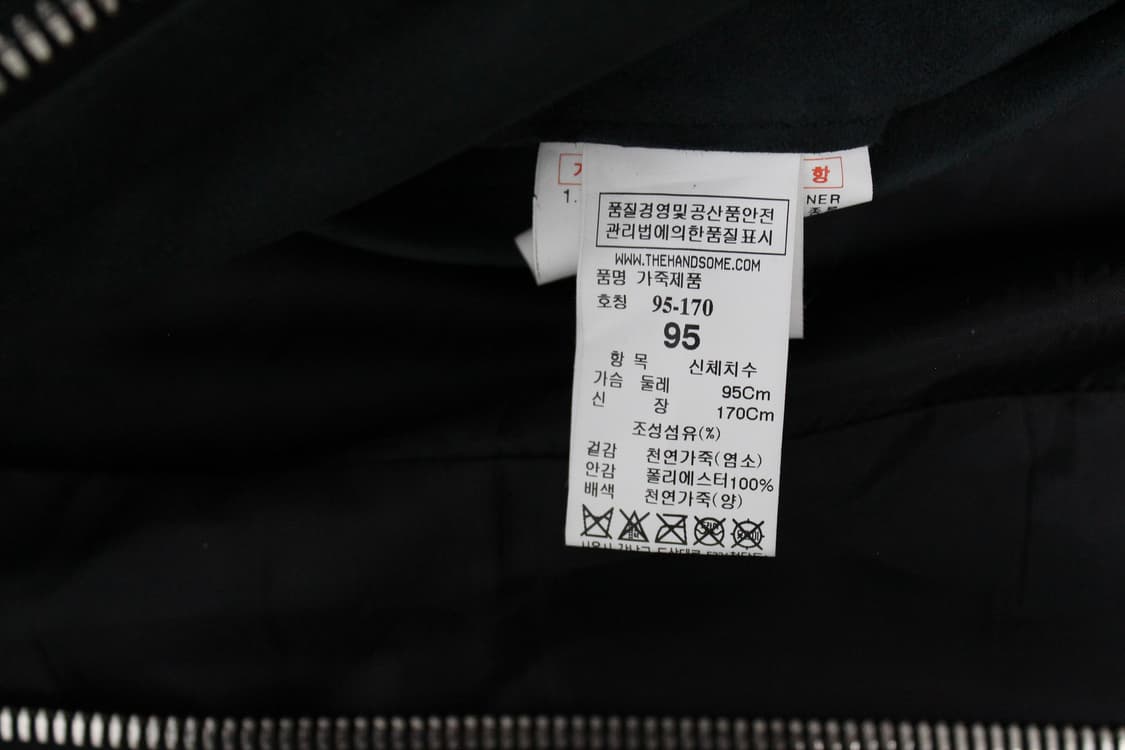 항
1.
NER
품질경영및공산품안전
관리법에의한품질표시
WWW.THEHANDSOME.COM
품명 가죽제품
호칭 95-170
95
항 목 신체치수
가슴 둘레 95Cm
신 장 170Cm
조성섬유(%)
겉감 천연가죽(염소)
안감 폴리에스터100%
배색 천연가죽(양)